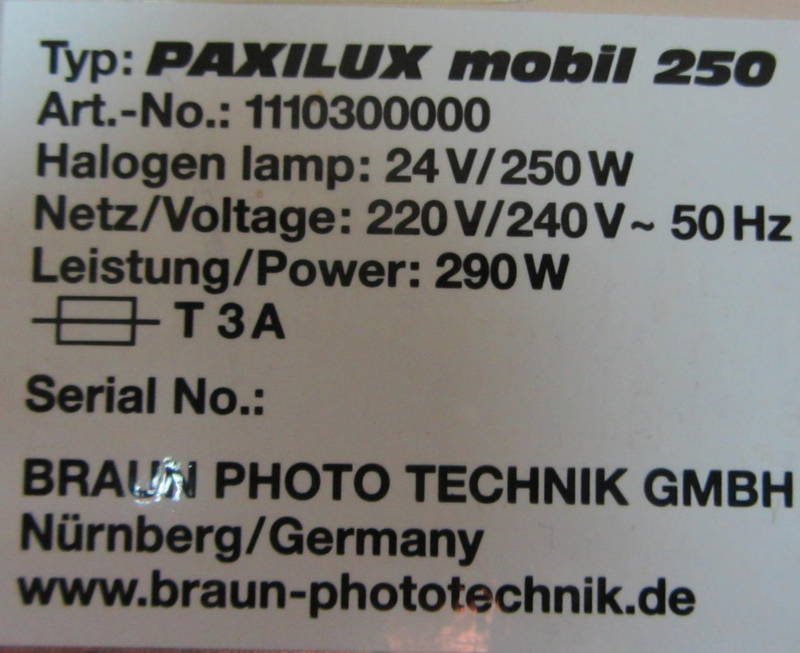 Typ: PAXILUX mobil 250
Art.-No.: 1110300000
Halogen lamp: 24 V/250 W
Netz/Voltage: 220 V/240 V~ 50 Hz
Leistung/Power: 290 W
T 3 A
Serial No.:
BRAUN PHOTO TECHNIK GMBH
Nürnberg/Germany
www.braun-phototechnik.de